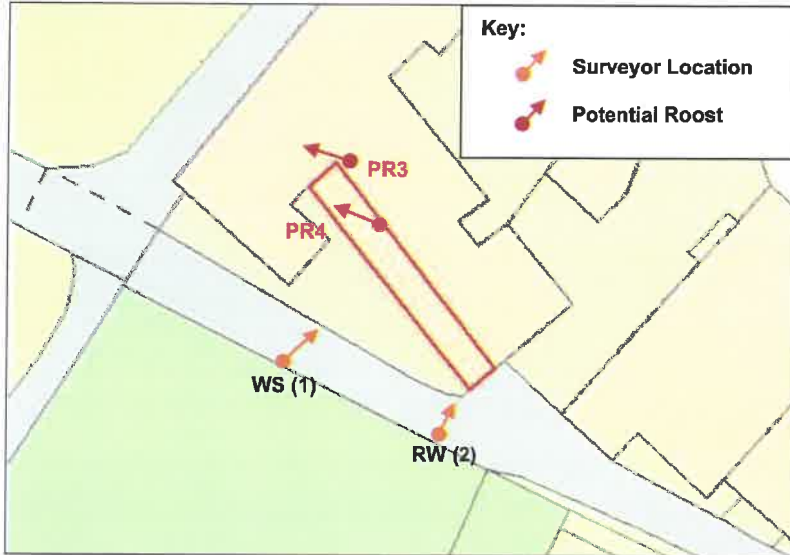 Key:
Surveyor Location
Potential Roost
PR3
PR4
WS (1)
RW (2)